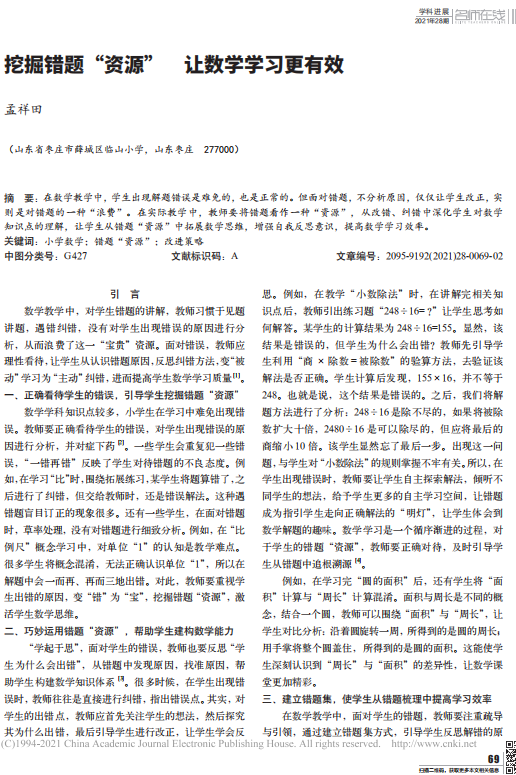 学科进展
2021年28期
名师在线
挖掘错题“资源” 让数学学习更有效
孟祥田
（山东省枣庄市薛城区临山小学，山东枣庄 277000）
摘 要：在数学教学中，学生出现解题错误是难免的，也是正常的。但面对错题，不分析原因，仅仅让学生改正，实
则是对错题的一种“浪费”。在实际教学中，教师要将错题看作一种“资源”，从改错、纠错中深化学生对数学
知识点的理解，让学生从错题“资源”中拓展数学思维，增强自我反思意识，提高数学学习效率。
关键词：小学数学；错题“资源”；改进策略
中图分类号：G427 文献标识码：A 文章编号：2095-9192(2021)28-0069-02
引 言
数学教学中，对学生错题的讲解，教师习惯于见题
讲题，遇错纠错，没有对学生出现错误的原因进行分
析，从而浪费了这一“宝贵”资源。面对错误，教师应
理性看待，让学生从认识错题原因，反思纠错方法，变“被
动”学习为“主动”纠错，进而提高学生数学学习质量[1]。
一、正确看待学生的错误，引导学生挖掘错题“资源”
数学学科知识点较多，小学生在学习中难免出现错
误。教师要正确看待学生的错误，对学生出现错误的原
因进行分析，并对症下药[2]。一些学生会重复犯一些错
误，“一错再错”反映了学生对待错题的不良态度。例
如，在学习“比”时，围绕拓展练习，某学生将题算错了，之
后进行了纠错，但交给教师时，还是错误解法。这种遇
错题盲目订正的现象很多。还有一些学生，在面对错题
时，草率处理，没有对错题进行细致分析。例如，在“比
例尺”概念学习中，对单位“1”的认知是教学难点。
很多学生将概念混淆，无法正确认识单位“1”，所以在
解题中会一而再、再而三地出错。对此，教师要重视学
生出错的原因，变“错”为“宝”，挖掘错题“资源”，激
活学生数学思维。
二、巧妙运用错题“资源”，帮助学生建构数学能力
“学起于思”，面对学生的错误，教师也要反思“学
生为什么会出错”，从错题中发现原因，找准原因，帮
助学生构建数学知识体系[3]。很多时候，在学生出现错
误时，教师往往是直接进行纠错，指出错误点。其实，对
学生的出错点，教师应首先关注学生的想法，然后探究
其为什么出错，最后引导学生进行改正，让学生学会反
思。例如，在教学“小数除法”时，在讲解完相关知
识点后，教师引出练习题“248÷16=？”让学生思考如
何解答。某学生的计算结果为248÷16=155。显然，该
结果是错误的，但学生为什么会出错？教师先引导学
生利用“商 × 除数 = 被除数”的验算方法，去验证该
解法是否正确。学生计算后发现，155×16，并不等于
248。也就是说，这个结果是错误的。之后，我们将解
题方法进行了分析：248÷16是除不尽的，如果将被除
数扩大十倍，2480÷16是可以除尽的，但应将最后的
商缩小10倍。该学生显然忘了最后一步。出现这一问
题，与学生对“小数除法”的规则掌握不牢有关。所以，在
学生出现错误时，教师要让学生自主探索解法，倾听不
同学生的想法，给予学生更多的自主学习空间，让错题
成为指引学生走向正确解法的“明灯”，让学生体会到
数学解题的趣味。数学学习是一个循序渐进的过程，对
于学生的错题“资源”，教师要正确对待，及时引导学
生从错题中追根溯源[4]。
例如，在学习完“圆的面积”后，还有学生将“面
积”计算与“周长”计算混淆。面积与周长是不同的概
念，结合一个圆，教师可以围绕“面积”与“周长”，让
学生对比分析：沿着圆旋转一周，所得到的是圆的周长；
用手掌将整个圆盖住，所得到的是圆的面积。这能使学
生深刻认识到“周长”与“面积”的差异性，让数学课
堂更加精彩。
三、建立错题集，使学生从错题梳理中提高学习效率
在数学教学中，面对学生的错题，教师要注重疏导
与引领，通过建立错题集方式，引导学生反思解错的原
(C)1994-2021 China Academic Journal Electronic Publishing House. All rights reserved. http://www.cnki.net
69
扫描二维码，获取更多本文相关信息